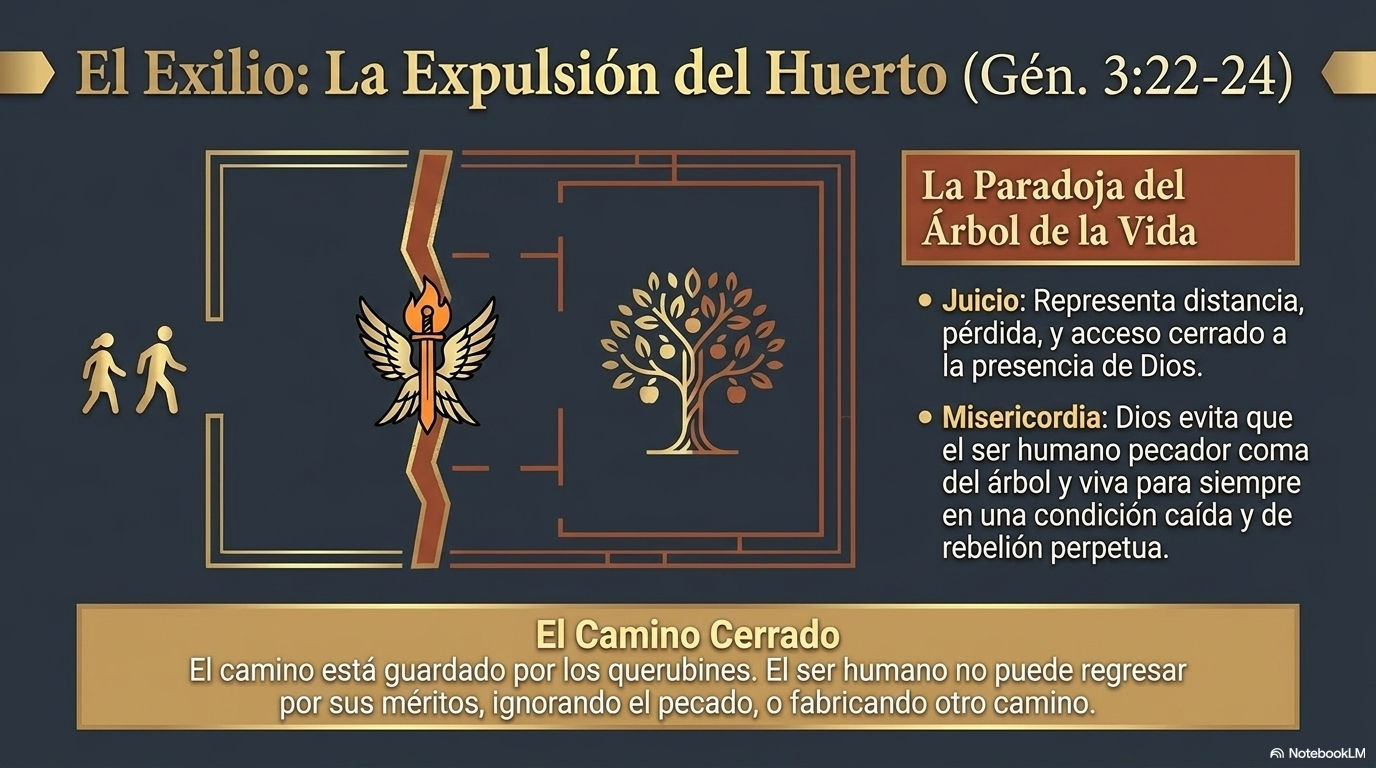 El Exilio: La Expulsión del Huerto (Gén. 3:22-24)
La Paradoja del
Árbol de la Vida
• Juicio: Representa distancia,
pérdida, y acceso cerrado a
la presencia de Dios.
• Misericordia: Dios evita que
el ser humano pecador coma
del árbol y viva para siempre
en una condición caída y de
rebelión perpetua.
El Camino Cerrado
El camino está guardado por los querubines. El ser humano no puede regresar
por sus méritos, ignorando el pecado, o fabricando otro camino.
NotebookLM